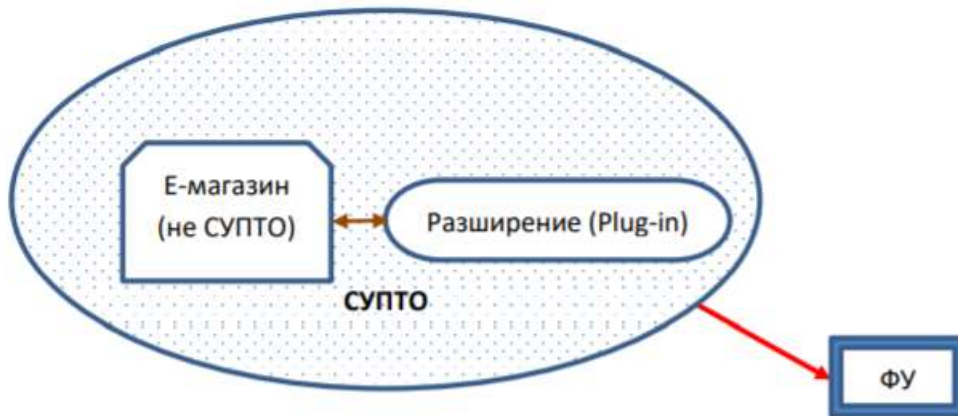 Е-магазин
(не СУПТО)
Разширение (Plug-in)
СУПТО
ФУ